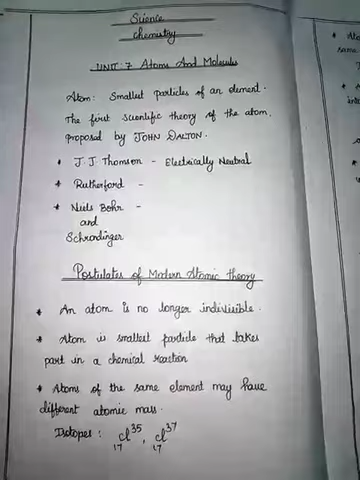 Science
Chemistry
UNIT: 7 Atoms And Molecules
Atom: Smallest particles of an element.
The first scientific theory of the atom.
proposed by JOHN DALTON.
* J.J Thomson - Electrically Neutral
* Rutherford -
* Niels Bohr -
and
Schrodinger
Postulates of Modern Atomic theory
* An atom is no longer indivisible.
* Atom is smallest particle that takes
part in a chemical reaction
* Atoms of the same element may have
different atomic mass.
Isotopes: ₁₇Cl³⁵, ₁₇Cl³⁷
* Ato
same